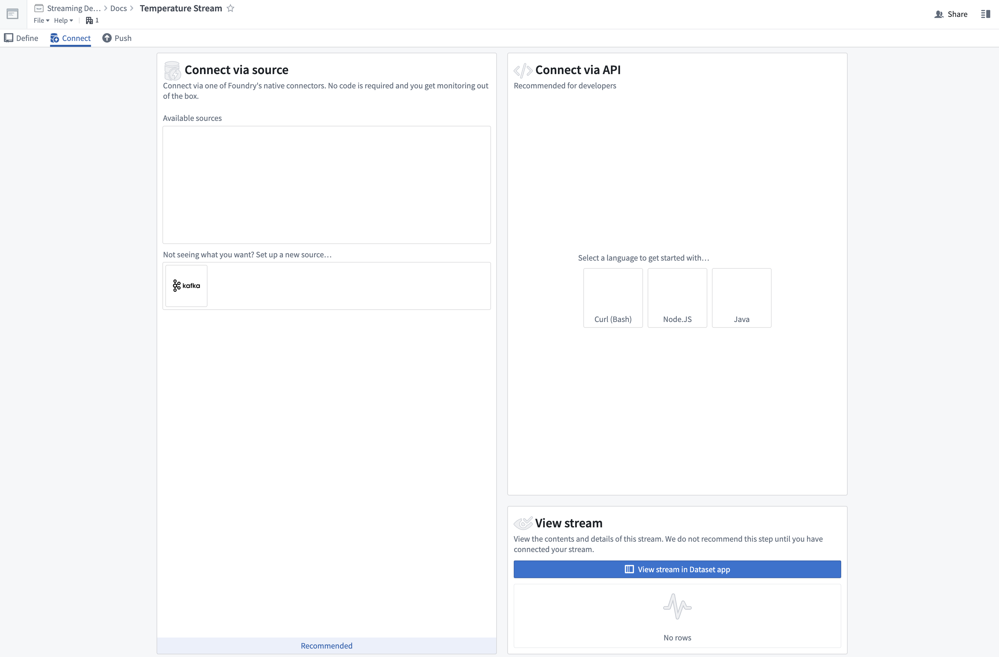 Streaming De... > Docs > Temperature Stream
File Help 1
Share
Define Connect Push
Connect via source
Connect via one of Foundry's native connectors. No code is required and you get monitoring out
of the box.
Available sources
Not seeing what you want? Set up a new source...
kafka
Recommended
Connect via API
Recommended for developers
Select a language to get started with...
Curl (Bash) Node.JS Java
View stream
View the contents and details of this stream. We do not recommend this step until you have
connected your stream.
View stream in Dataset app
No rows